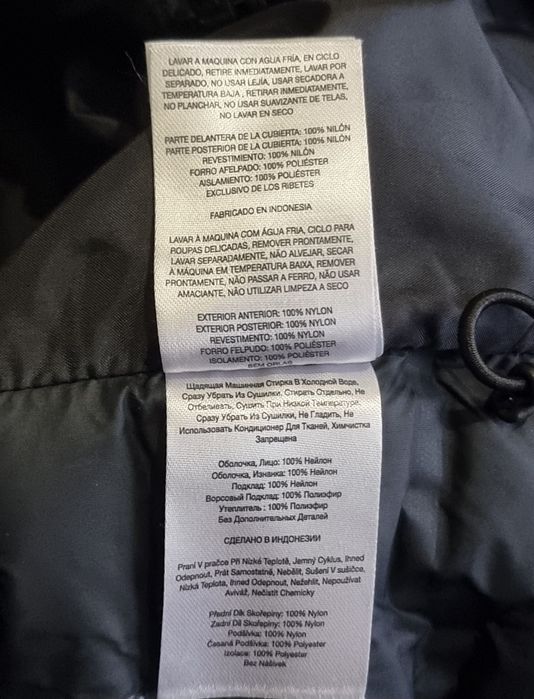 LAVAR A MAQUINA CON AGUA FRIA, EN CICLO
DELICADO, RETIRE INMEDIATAMENTE, LAVAR POR
SEPARADO, NO USAR LEJÍA, USAR SECADORA A
TEMPERATURA BAJA , RETIRAR INMEDIATAMENTE,
NO PLANCHAR, NO USAR SUAVIZANTE DE TELAS,
NO LAVAR EN SECO
PARTE DELANTERA DE LA CUBIERTA: 100% NILÓN
PARTE POSTERIOR DE LA CUBIERTA: 100% NILÓN
REVESTIMIENTO: 100% NILÓN
FORRO AFELPADO: 100% POLIÉSTER
AISLAMIENTO: 100% POLIÉSTER
EXCLUSIVO DE LOS RIBETES
FABRICADO EN INDONESIA
LAVAR À MAQUINA COM ÁGUA FRIA, CICLO PARA
ROUPAS DELICADAS, REMOVER PRONTAMENTE,
LAVAR SEPARADAMENTE, NÃO ALVEJAR, SECAR
À MÁQUINA EM TEMPERATURA BAIXA, REMOVER
PRONTAMENTE, NÃO PASSAR A FERRO, NÃO USAR
AMACIANTE, NÃO UTILIZAR LIMPEZA A SECO
EXTERIOR ANTERIOR: 100% NYLON
EXTERIOR POSTERIOR: 100% NYLON
REVESTIMENTO: 100% NYLON
FORRO FELPUDO: 100% POLIÉSTER
ISOLAMENTO: 100% POLIÉSTER
SEM ORLAS
Щадящая Машинная Стирка В Холодной Воде,
Сразу Убрать Из Сушилки, Стирать Отдельно, Не
Отбеливать, Сушить При Низкой Температуре,
Сразу Убрать Из Сушилки, Не Гладить, Не
Использовать Кондиционер Для Тканей, Химчистка
Запрещена
Оболочка, Лицо: 100% Нейлон
Оболочка, Изнанка: 100% Нейлон
Подклад: 100% Нейлон
Ворсовый Подклад: 100% Полиэфир
Утеплитель : 100% Полиэфир
Без Дополнительных Деталей
СДЕЛАНО В ИНДОНЕЗИИ
Praní V pračce Při Nízké Teplotě, Jemný Cyklus, Ihned
Odepnout, Prát Samostatně, Nebělit, Sušení V sušičce,
Nízká Teplota, Ihned Odepnout, Nežehlit, Nepoužívat
Aviváž, Nečistit Chemicky
Přední Dík Skořepiny: 100% Nylon
Zadní Díl Skořepiny: 100% Nylon
Podšívka: 100% Nylon
Česaná Podšívka: 100% Polyester
Izolace: 100% Polyester
Bez Nášivek